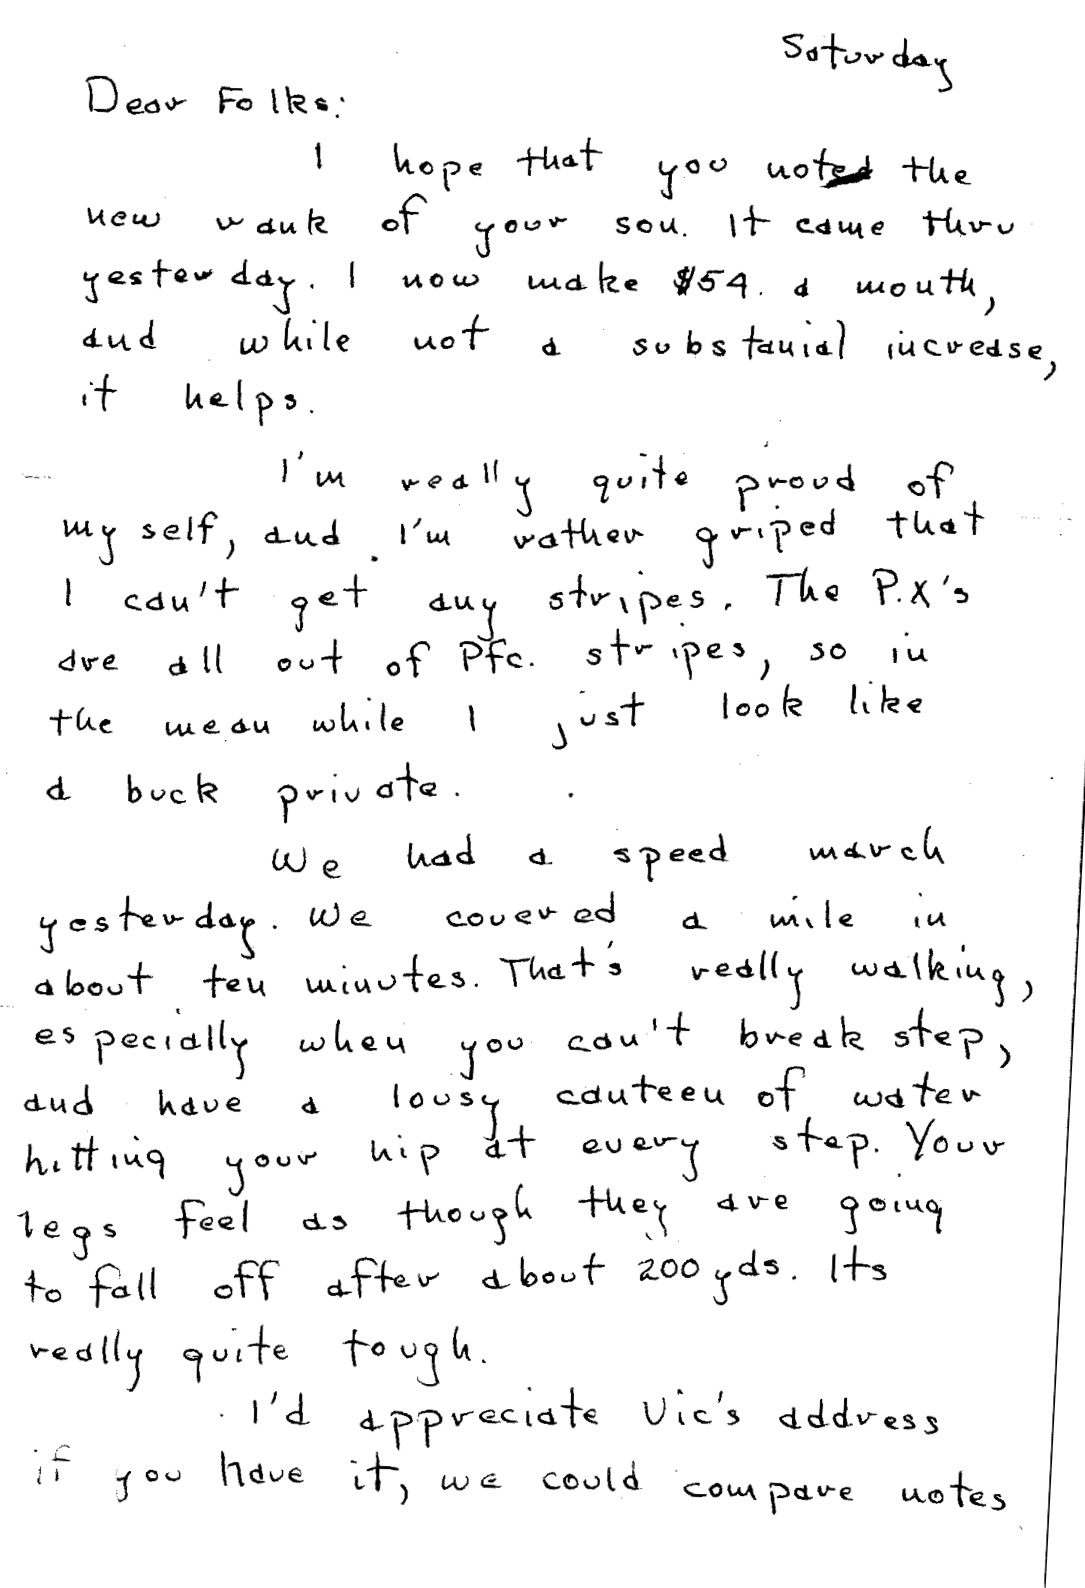 Saturday
Dear Folks:
I hope that you noted the
new rank of your son. It came thru
yesterday. I now make $54. a month,
and while not a substanial increase,
it helps.
I'm really quite proud of
my self, and I'm rather griped that
I can't get any stripes. The P.X's
are all out of Pfc. stripes, so in
the mean while I just look like
a buck private.
We had a speed march
yesterday. We covered a mile in
about ten minutes. That's really walking,
especially when you can't break step,
and have a lousy canteen of water
hitting your hip at every step. Your
legs feel as though they are going
to fall off after about 200 yds. Its
really quite tough.
I'd appreciate Vic's address
if you have it, we could compare notes